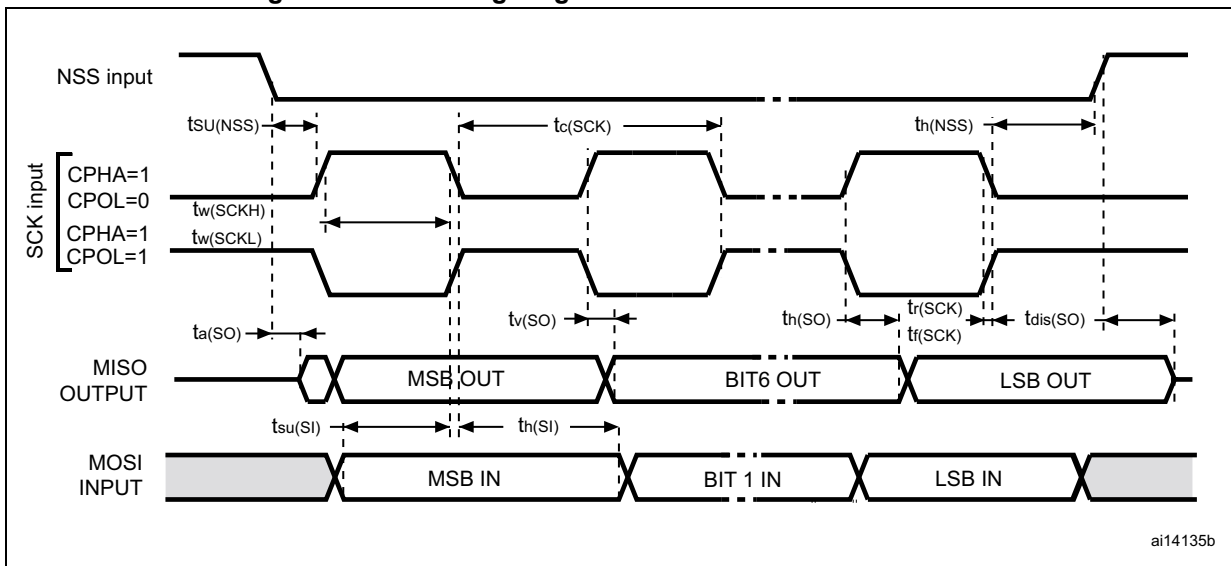 NSS input
tSU(NSS)
tc(SCK)
th(NSS)
SCK input
CPHA=1
CPOL=0
tw(SCKH)
CPHA=1
tw(SCKL)
CPOL=1
ta(SO)
tv(SO)
th(SO)
tr(SCK)
tf(SCK)
tdis(SO)
MISO
OUTPUT
MSB OUT
BIT6 OUT
LSB OUT
tsu(SI)
th(SI)
MOSI
INPUT
MSB IN
BIT 1 IN
LSB IN
ai14135b